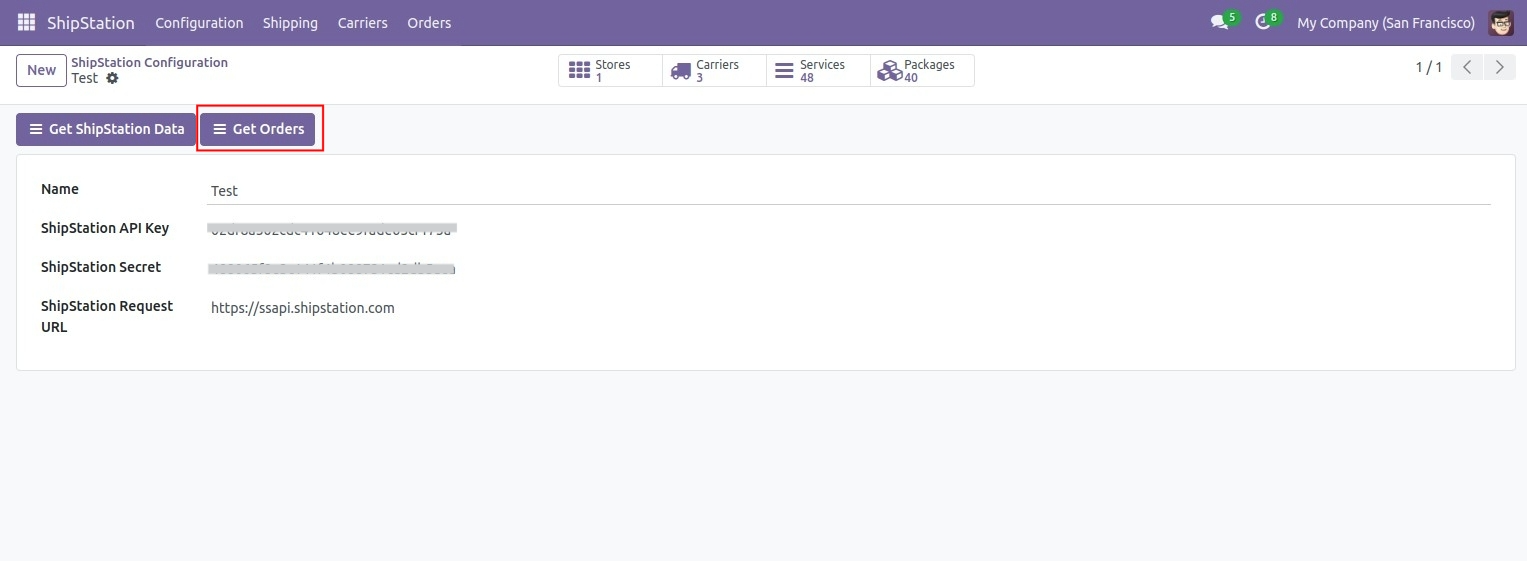 ShipStation Configuration Shipping Carriers Orders 5 8 My Company (San Francisco)
New ShipStation Configuration
Test
Stores 1 Carriers 3 Services 48 Packages 40 1 / 1
Get ShipStation Data Get Orders
Name Test
ShipStation API Key
ShipStation Secret
ShipStation Request URL https://ssapi.shipstation.com